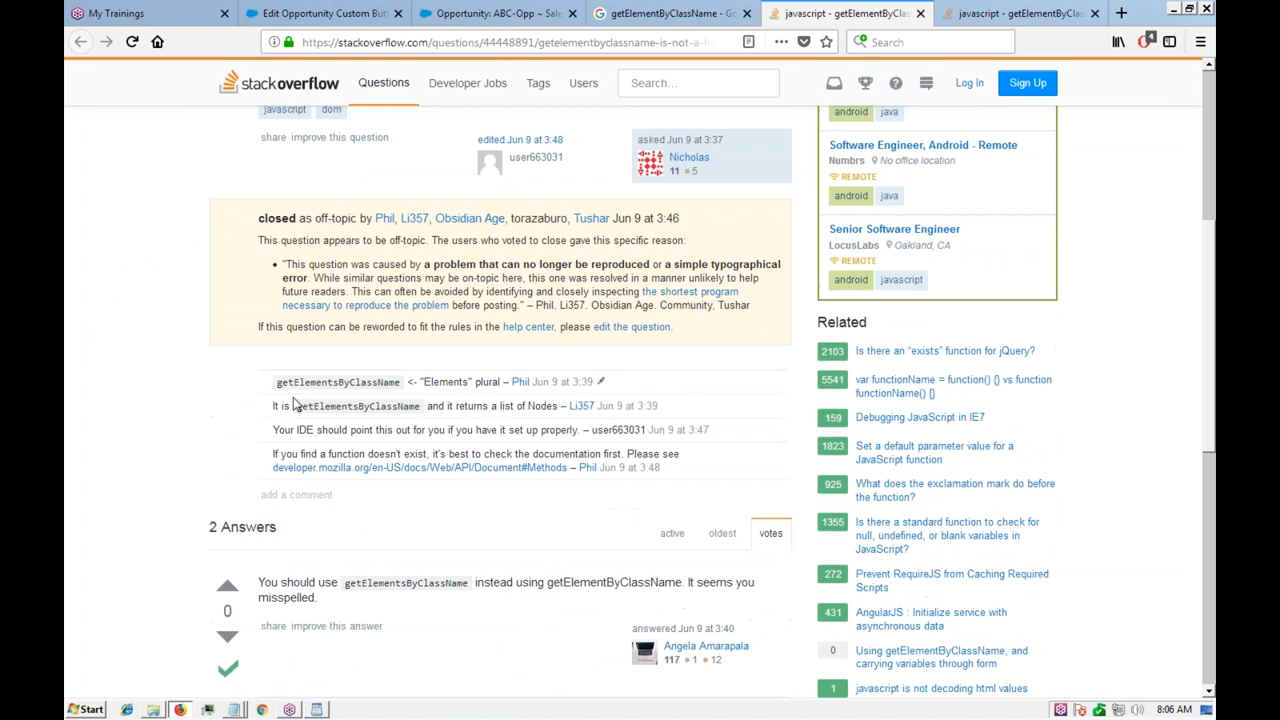 My Trainings
Edit Opportunity Custom But
Opportunity: ABC-Opp ~ Sale
getElementByClassName - Go
javascript - getElementByClas
javascript - getElementsByClas
https://stackoverflow.com/questions/44448891/getelementbyclassname-is-not-a-f
Search
4
stackoverflow
Questions
Developer Jobs
Tags
Users
Search...
Log In
Sign Up
javascript
dom
share improve this question
edited Jun 9 at 3:48
user663031
asked Jun 9 at 3:37
Nicholas
11 5
closed as off-topic by Phil, Li357, Obsidian Age, torazaburo, Tushar Jun 9 at 3:46
This question appears to be off-topic. The users who voted to close gave this specific reason:
• "This question was caused by a problem that can no longer be reproduced or a simple typographical
error. While similar questions may be on-topic here, this one was resolved in a manner unlikely to help
future readers. This can often be avoided by identifying and closely inspecting the shortest program
necessary to reproduce the problem before posting." – Phil. Li357. Obsidian Age. Community, Tushar
If this question can be reworded to fit the rules in the help center, please edit the question.
getElementsByClassName <- "Elements" plural – Phil Jun 9 at 3:39
It is getElementsByClassName and it returns a list of Nodes – Li357 Jun 9 at 3:39
Your IDE should point this out for you if you have it set up properly. – user663031 Jun 9 at 3:47
If you find a function doesn't exist, it's best to check the documentation first. Please see
developer.mozilla.org/en-US/docs/Web/API/Document#Methods – Phil Jun 9 at 3:48
add a comment
2 Answers
active
oldest
votes
You should use getElementsByClassName instead using getElementByClassName. It seems you
misspelled.
0
share improve this answer
answered Jun 9 at 3:40
Angela Amarapala
117 1 12
android
java
Software Engineer, Android - Remote
Numbrs No office location
REMOTE
android
java
Senior Software Engineer
LocusLabs Oakland, CA
REMOTE
android
javascript
Related
2103 Is there an “exists” function for jQuery?
5541 var functionName = function() {} vs function
functionName() {}
159 Debugging JavaScript in IE7
1823 Set a default parameter value for a
JavaScript function
925 What does the exclamation mark do before
the function?
1355 Is there a standard function to check for
null, undefined, or blank variables in
JavaScript?
272 Prevent RequireJS from Caching Required
Scripts
431 AngularJS : Initialize service with
asynchronous data
0 Using getElementByClassName, and
carrying variables through form
1 javascript is not decoding html values
Start
8:06 AM